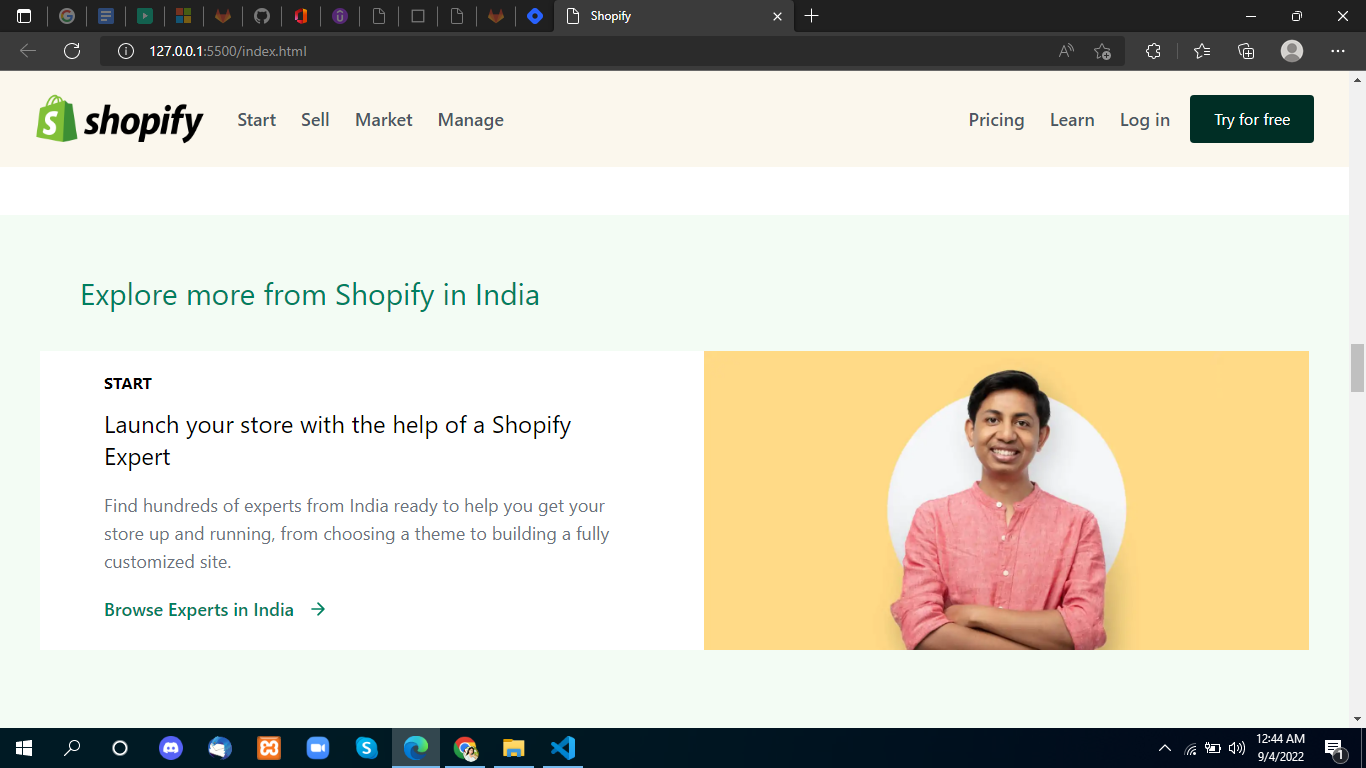 Shopify
127.0.0.1:5500/index.html
shopify
Start
Sell
Market
Manage
Pricing
Learn
Log in
Try for free
Explore more from Shopify in India
START
Launch your store with the help of a Shopify
Expert
Find hundreds of experts from India ready to help you get your
store up and running, from choosing a theme to building a fully
customized site.
Browse Experts in India →
12:44 AM
9/4/2022
1